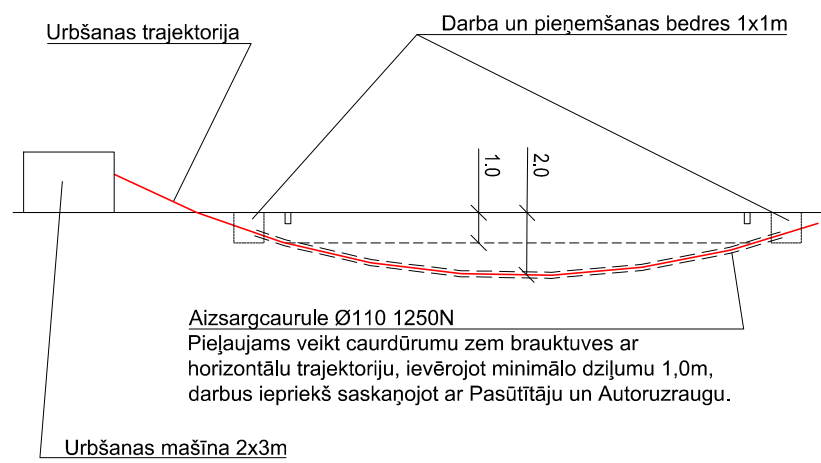 Urbšanas trajektorija
Darba un pieņemšanas bedres 1x1m
1.0
2.0
Aizsargcaurule Ø110 1250N
Pieļaujams veikt caurdūrumu zem brauktuves ar
horizontālu trajektoriju, ievērojot minimālo dziļumu 1,0m,
darbus iepriekš saskaņojot ar Pasūtītāju un Autoruzraugu.
Urbšanas mašīna 2x3m